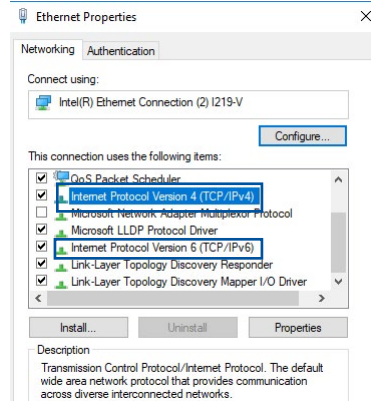 Ethernet Properties
Networking Authentication
Connect using:
Intel(R) Ethernet Connection (2) I219-V
Configure...
This connection uses the following items:
QoS Packet Scheduler
Internet Protocol Version 4 (TCP/IPv4)
Microsoft Network Adapter Multiplexor Protocol
Microsoft LLDP Protocol Driver
Internet Protocol Version 6 (TCP/IPv6)
Link-Layer Topology Discovery Responder
Link-Layer Topology Discovery Mapper I/O Driver
Install... Uninstall Properties
Description
Transmission Control Protocol/Internet Protocol. The default
wide area network protocol that provides communication
across diverse interconnected networks.